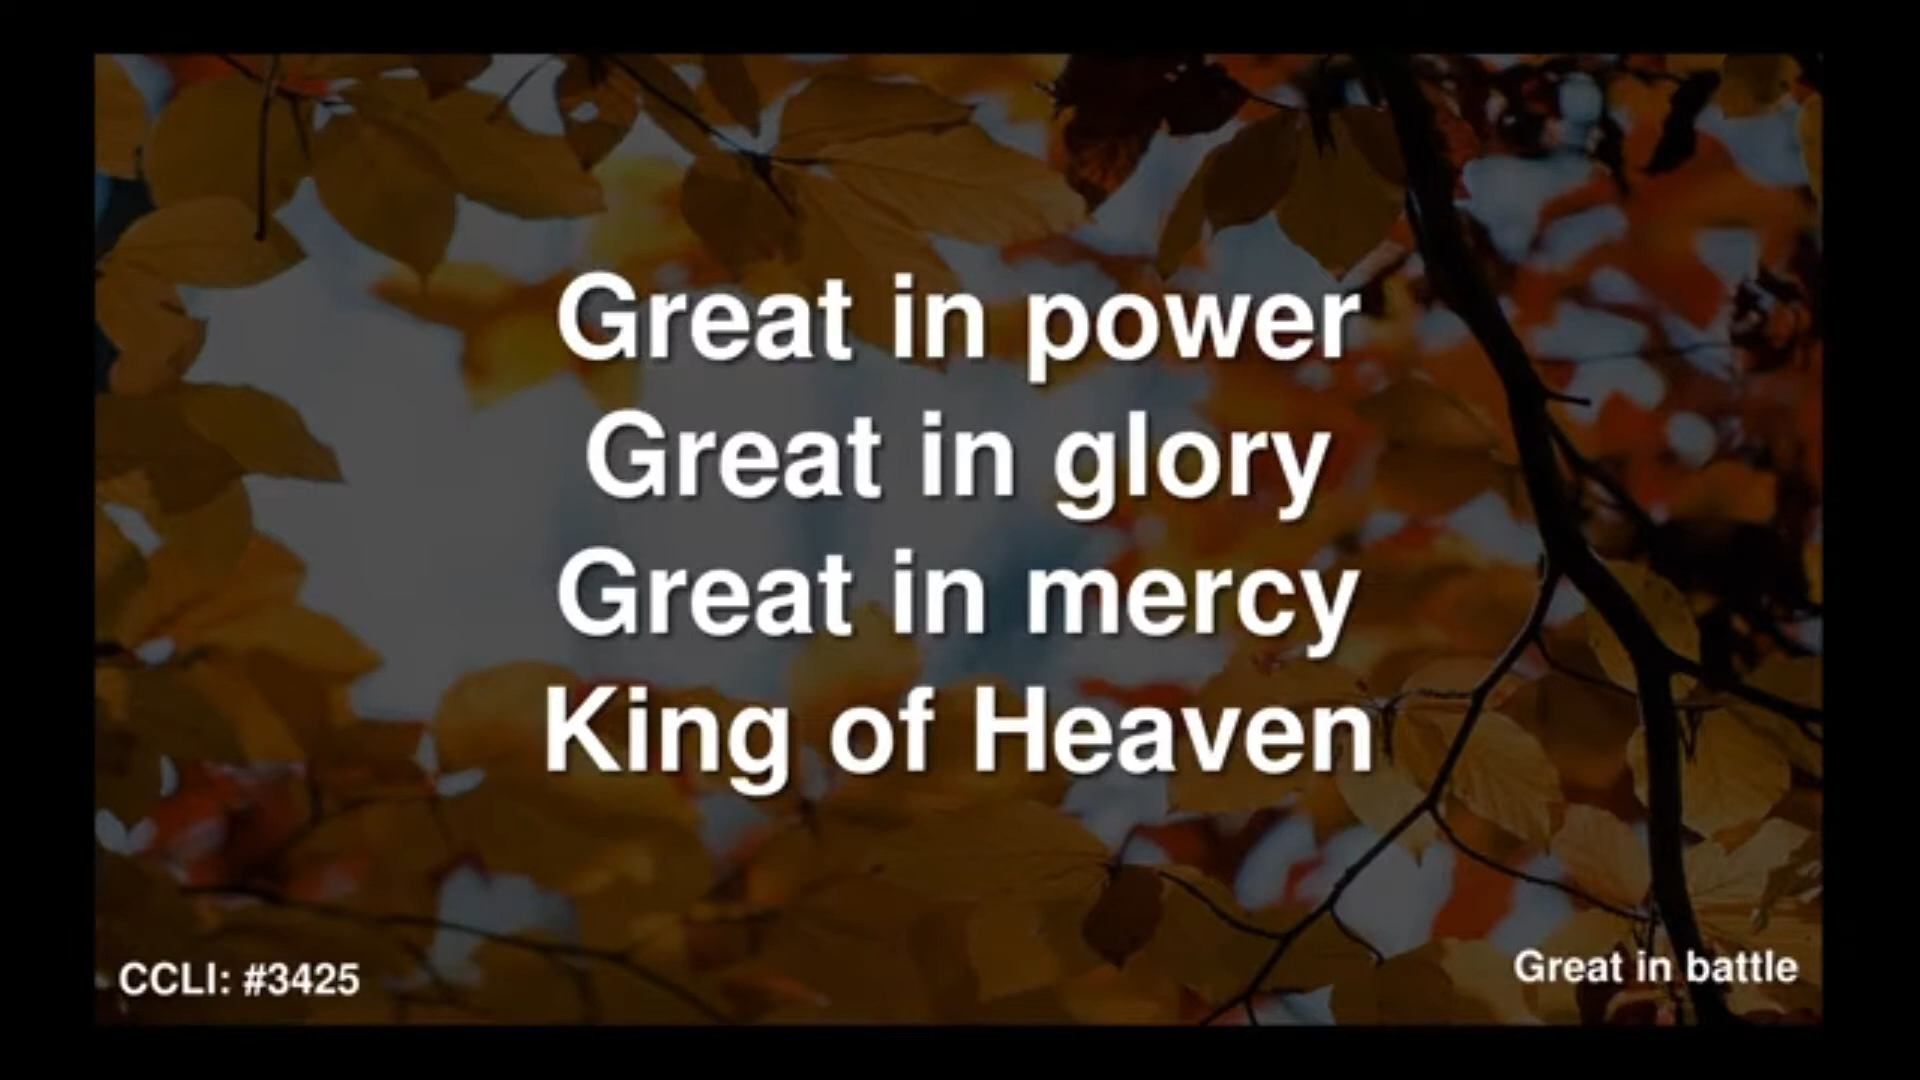 Great in power
Great in glory
Great in mercy
King of Heaven
CCLI: #3425
Great in battle